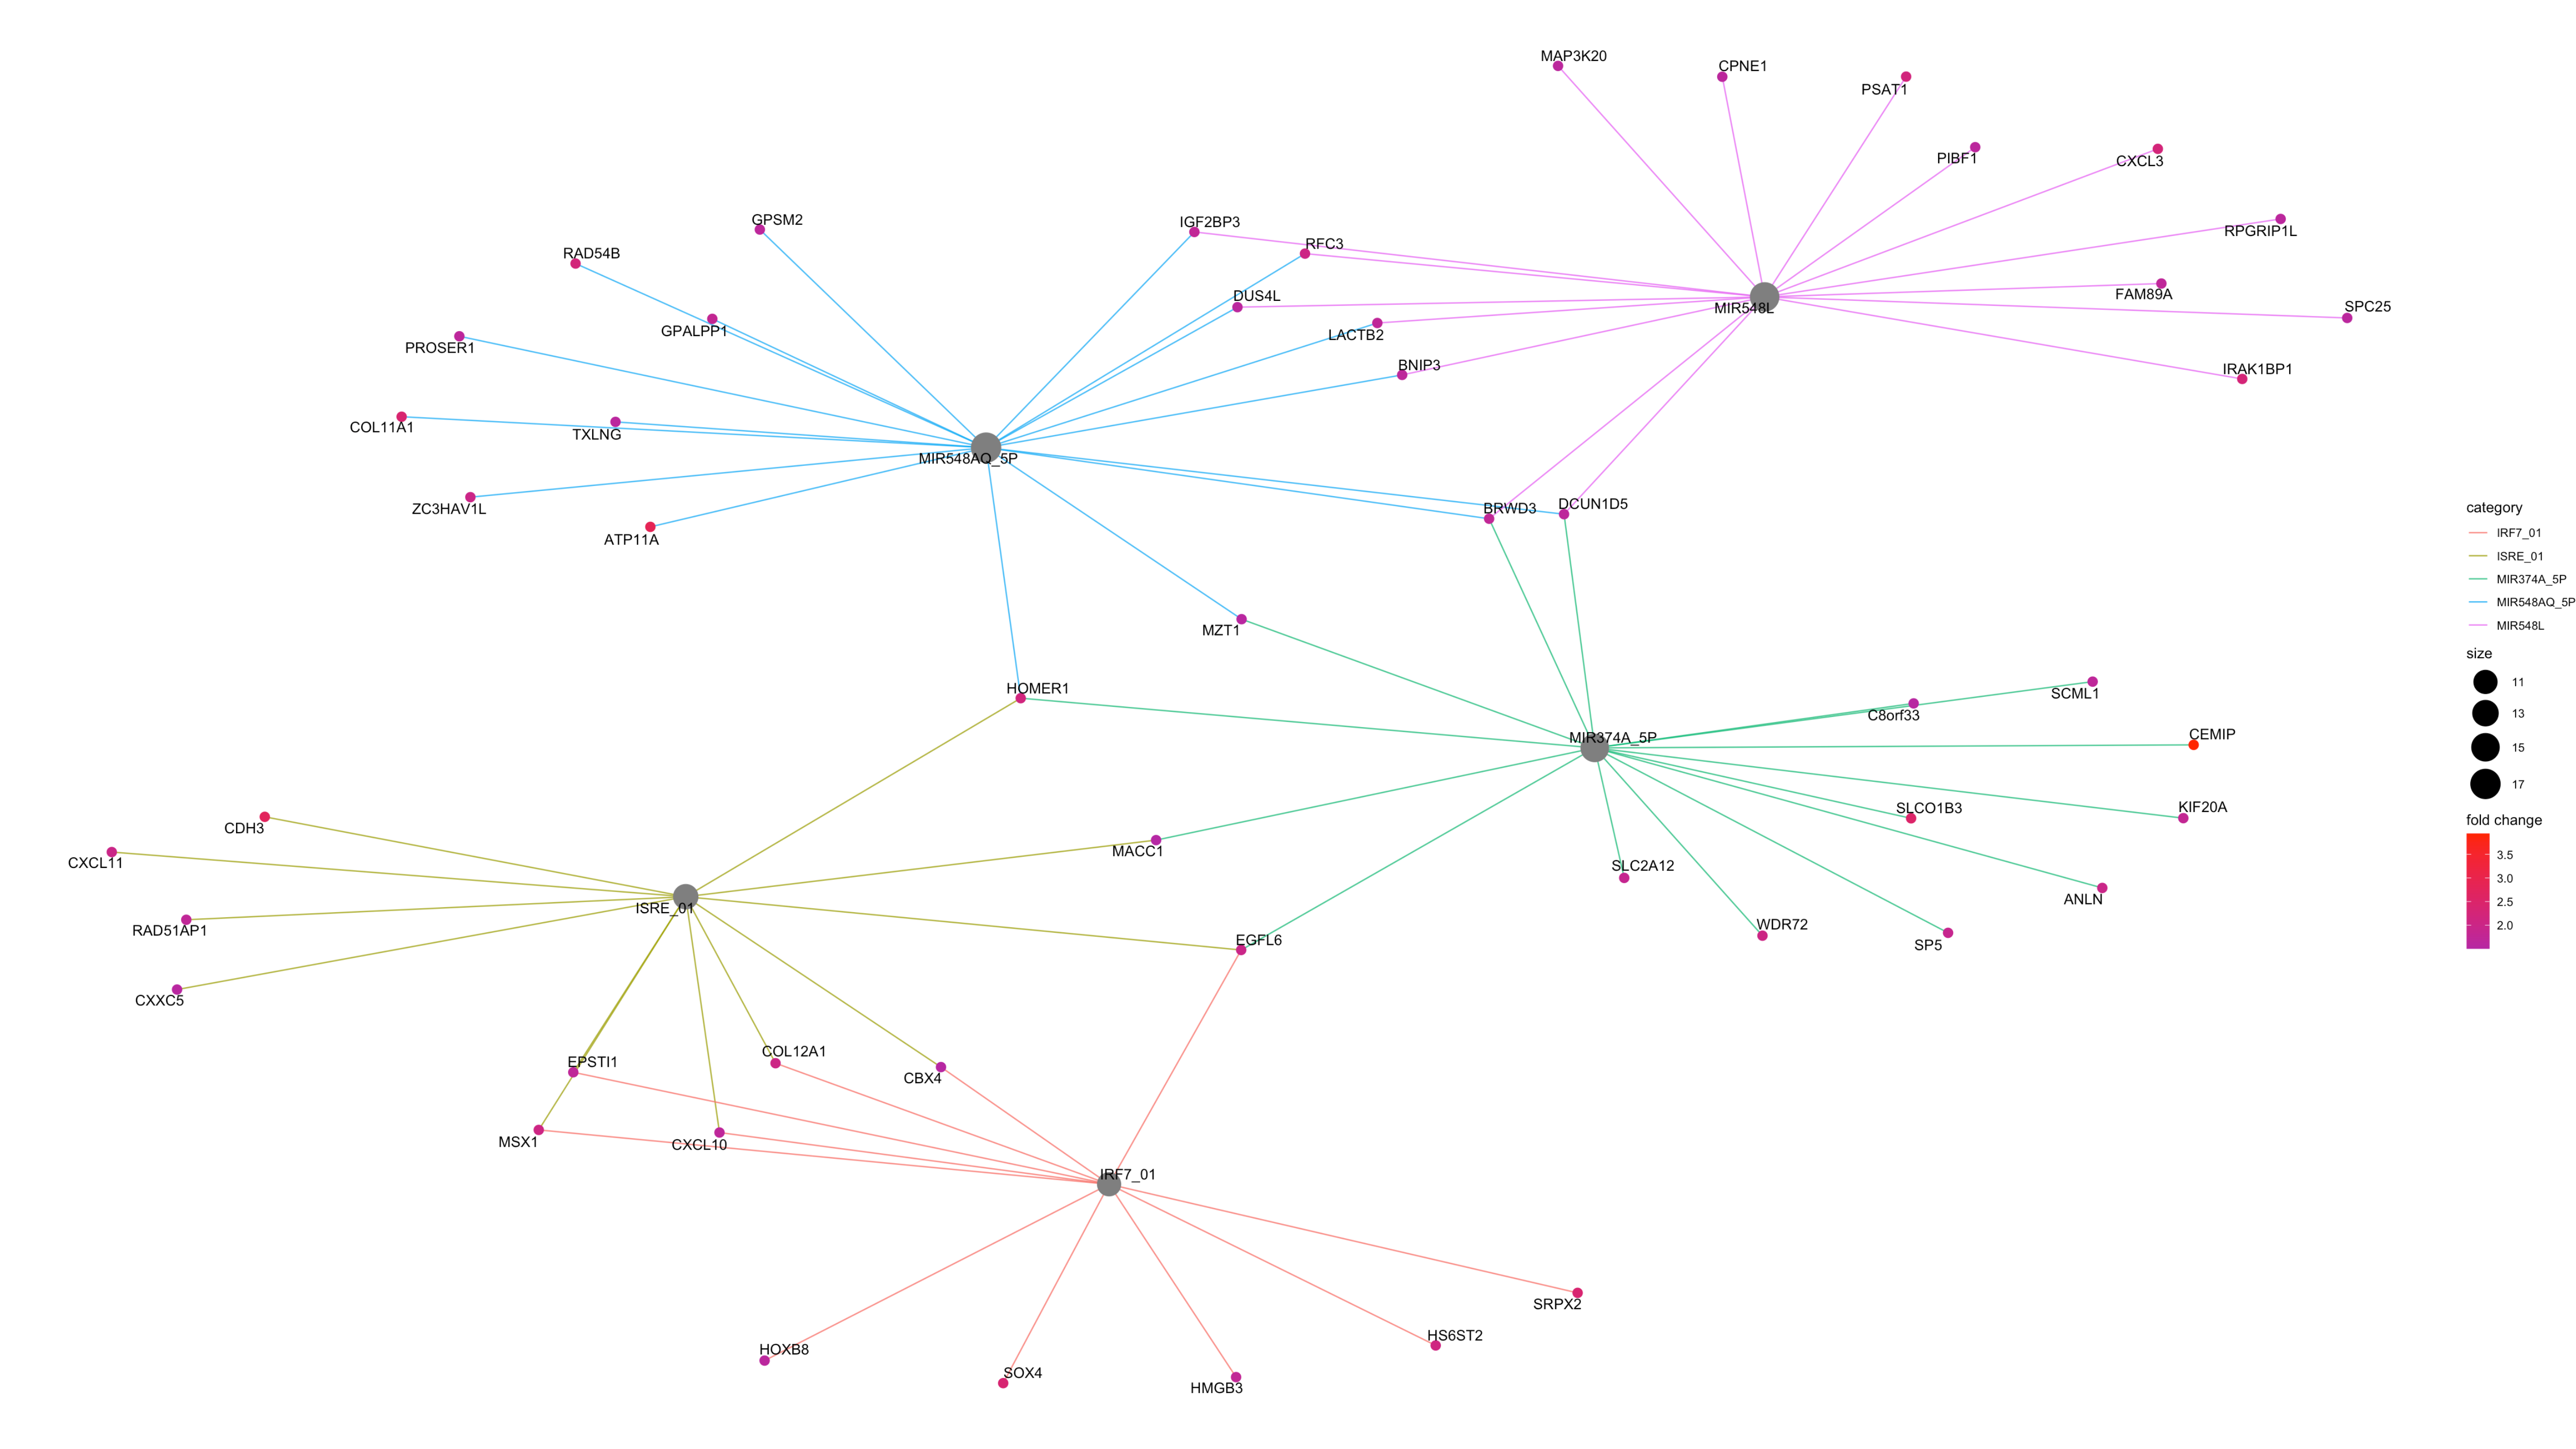 MAP3K20
CPNE1
PSAT1
PIBF1
CXCL3
GPSM2
IGF2BP3
RPGRIP1L
RAD54B
RFC3
DUS4L
FAM89A
MIR548L
SPC25
GPALPP1
LACTB2
PROSER1
BNIP3
IRAK1BP1
COL11A1
TXLNG
MIR548AQ_5P
ZC3HAV1L
BRWD3
DCUN1D5
ATP11A
MZT1
HOMER1
SCML1
C8orf33
MIR374A_5P
CEMIP
SLCO1B3
KIF20A
CDH3
MACC1
CXCL11
SLC2A12
ANLN
ISRE_01
RAD51AP1
WDR72
EGFL6
SP5
CXXC5
COL12A1
EPSTI1
CBX4
MSX1
CXCL10
IRF7_01
SRPX2
HS6ST2
HOXB8
SOX4
HMGB3
category
IRF7_01
ISRE_01
MIR374A_5P
MIR548AQ_5P
MIR548L
size
11
13
15
17
fold change
3.5
3.0
2.5
2.0